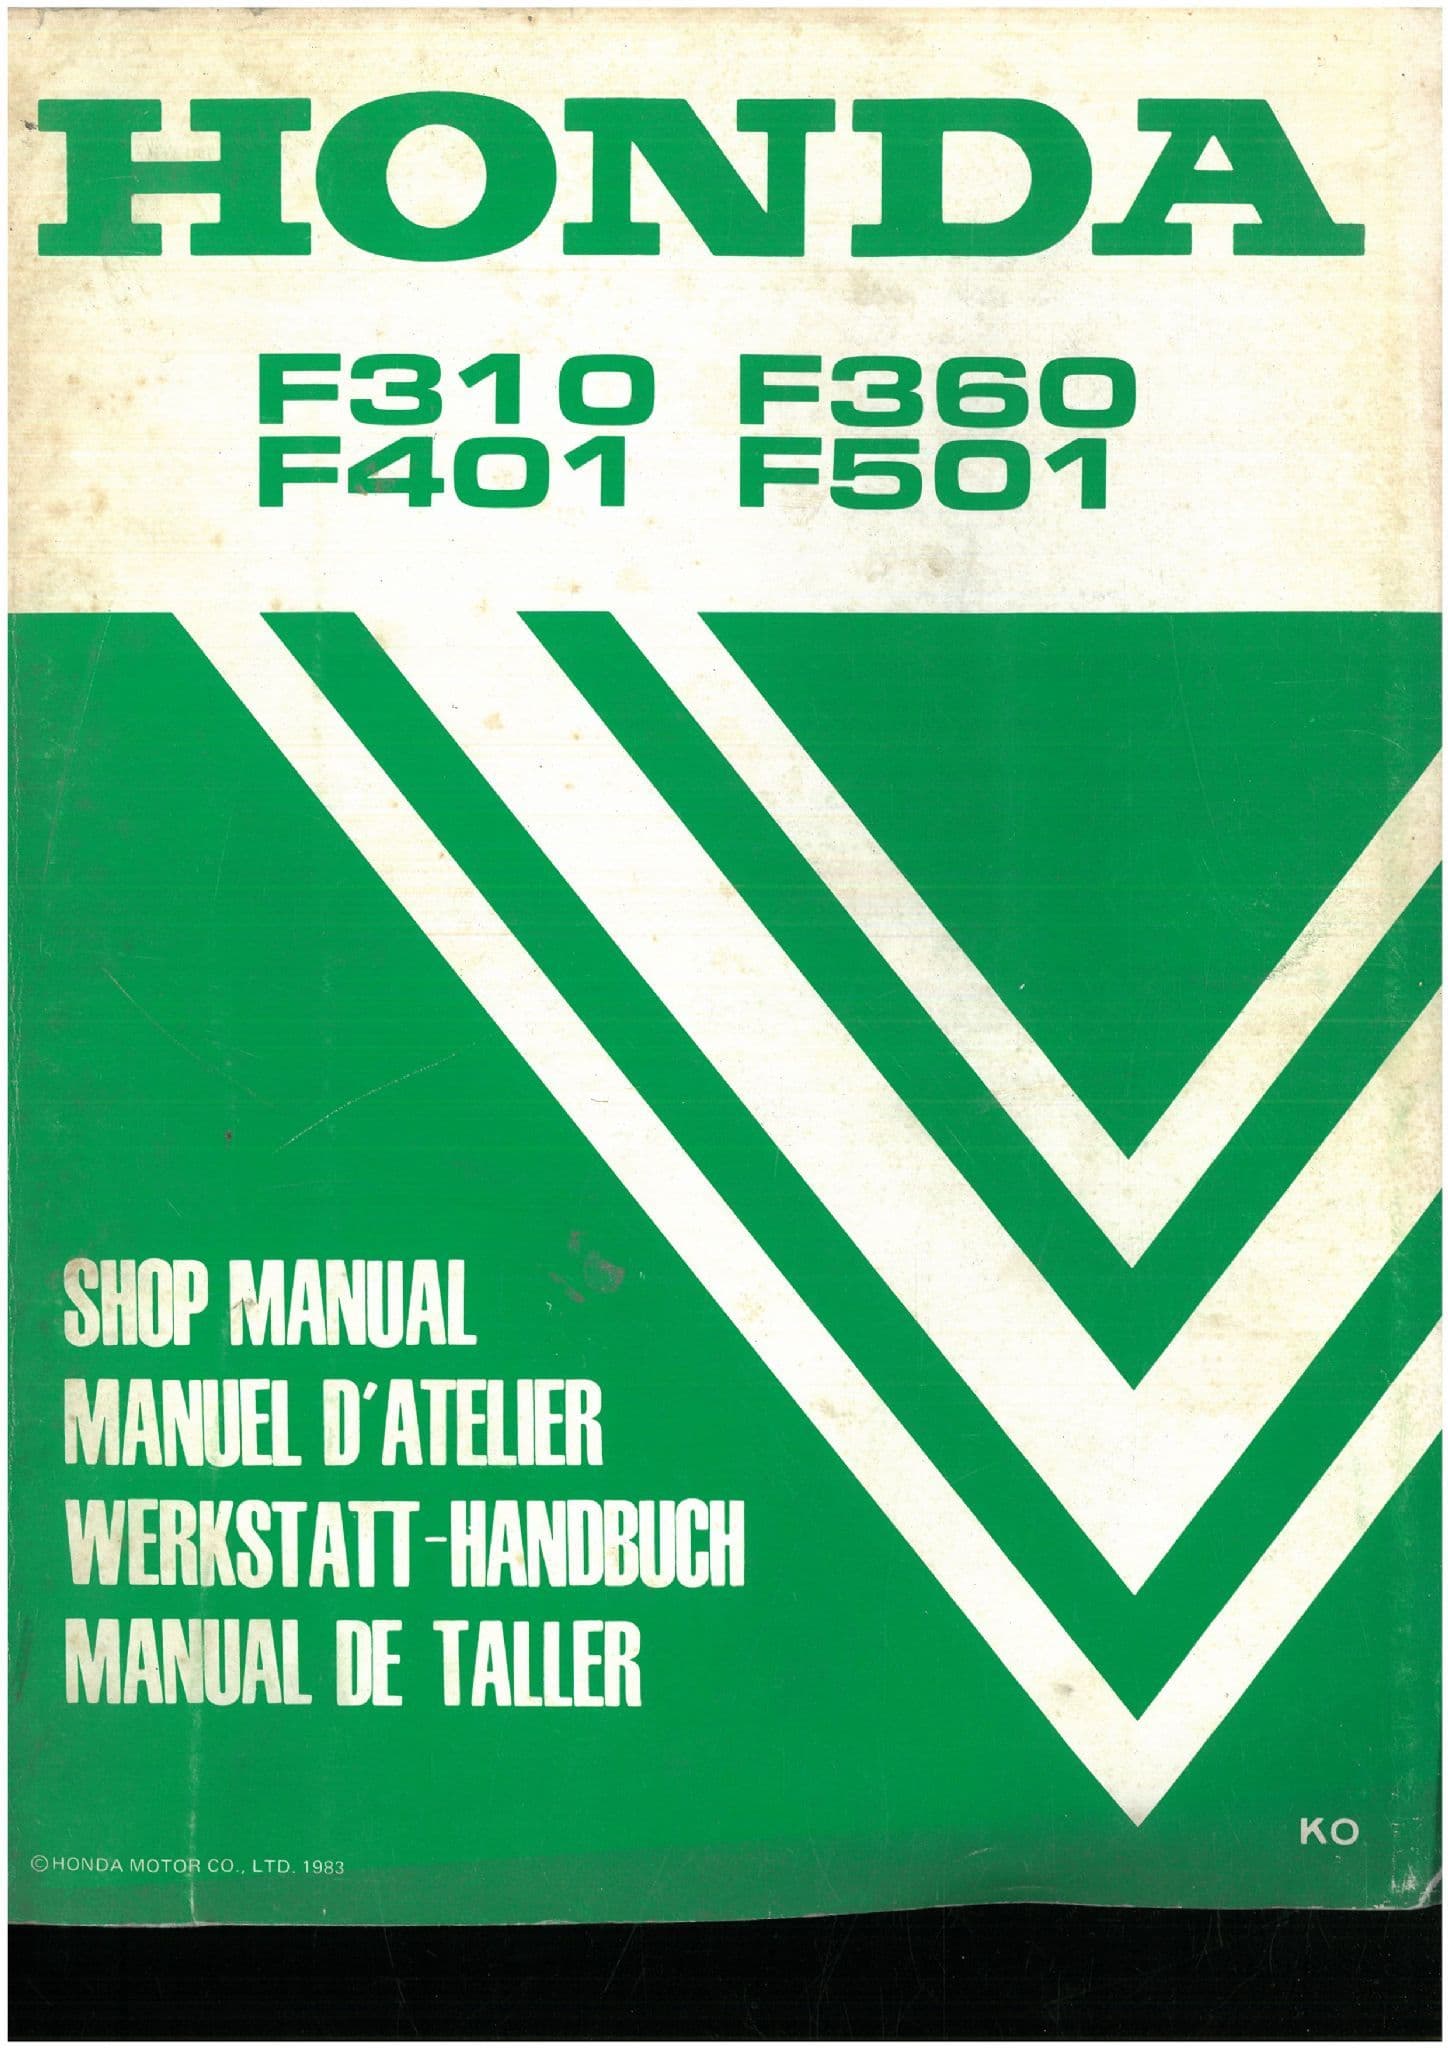 HONDA
F310 F360
F401 F501
SHOP MANUAL
MANUEL D'ATELIER
WERKSTATT-HANDBUCH
MANUAL DE TALLER
KO
©HONDA MOTOR CO., LTD. 1983